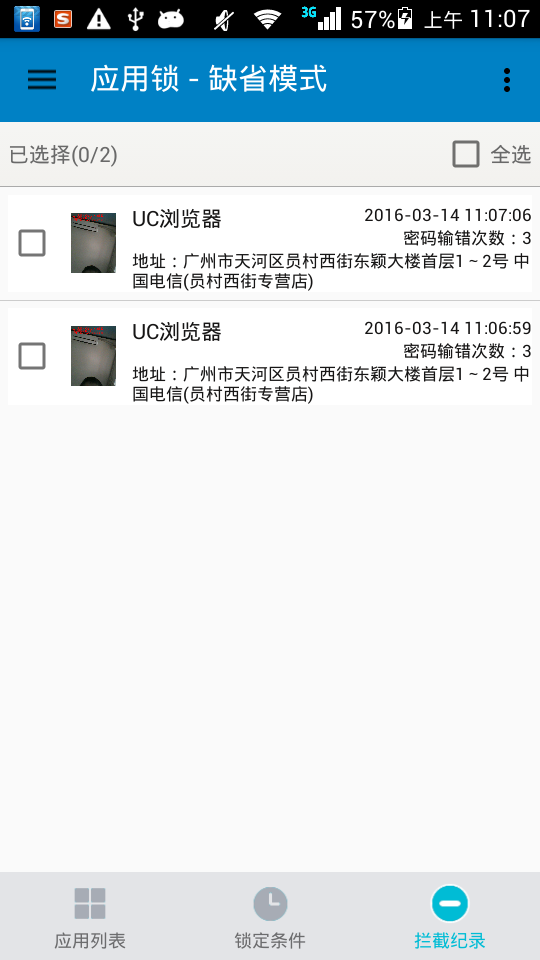 3G 57% 上午 11:07
应用锁 - 缺省模式
已选择(0/2) 全选
UC浏览器 2016-03-14 11:07:06
密码输错次数：3
地址：广州市天河区员村西街东颖大楼首层1～2号 中
国电信(员村西街专营店)
UC浏览器 2016-03-14 11:06:59
密码输错次数：3
地址：广州市天河区员村西街东颖大楼首层1～2号 中
国电信(员村西街专营店)
应用列表 锁定条件 拦截纪录